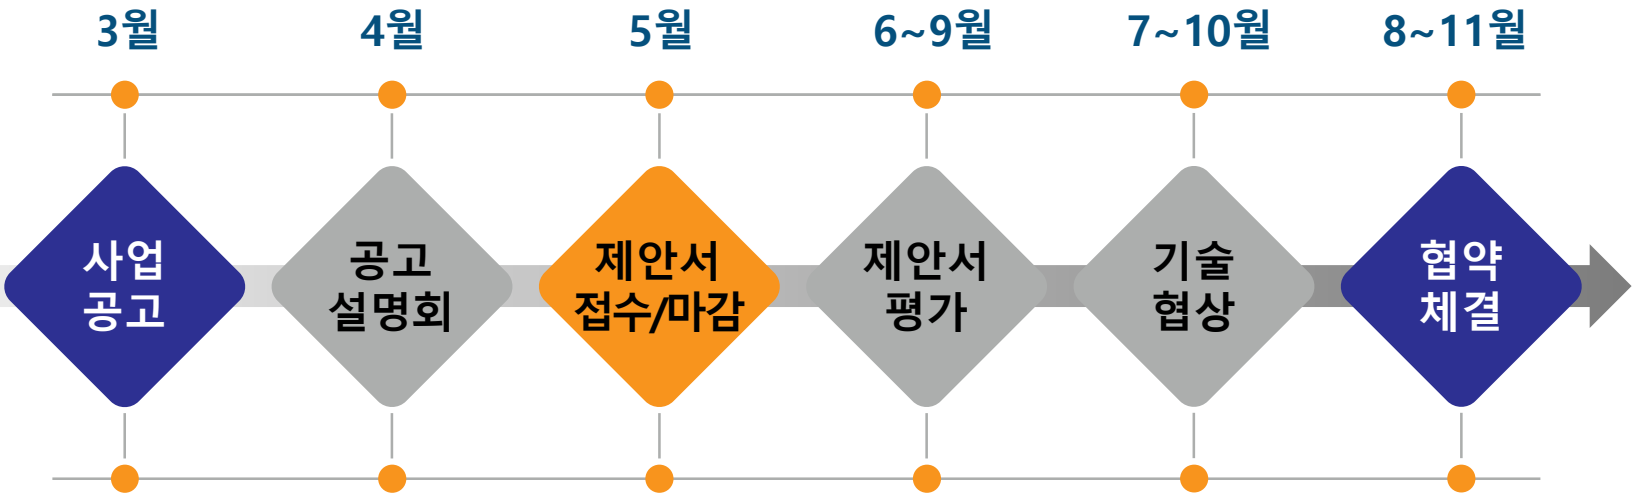 3월 4월 5월 6~9월 7~10월 8~11월
사업
공고
공고
설명회
제안서
접수/마감
제안서
평가
기술
협상
협약
체결